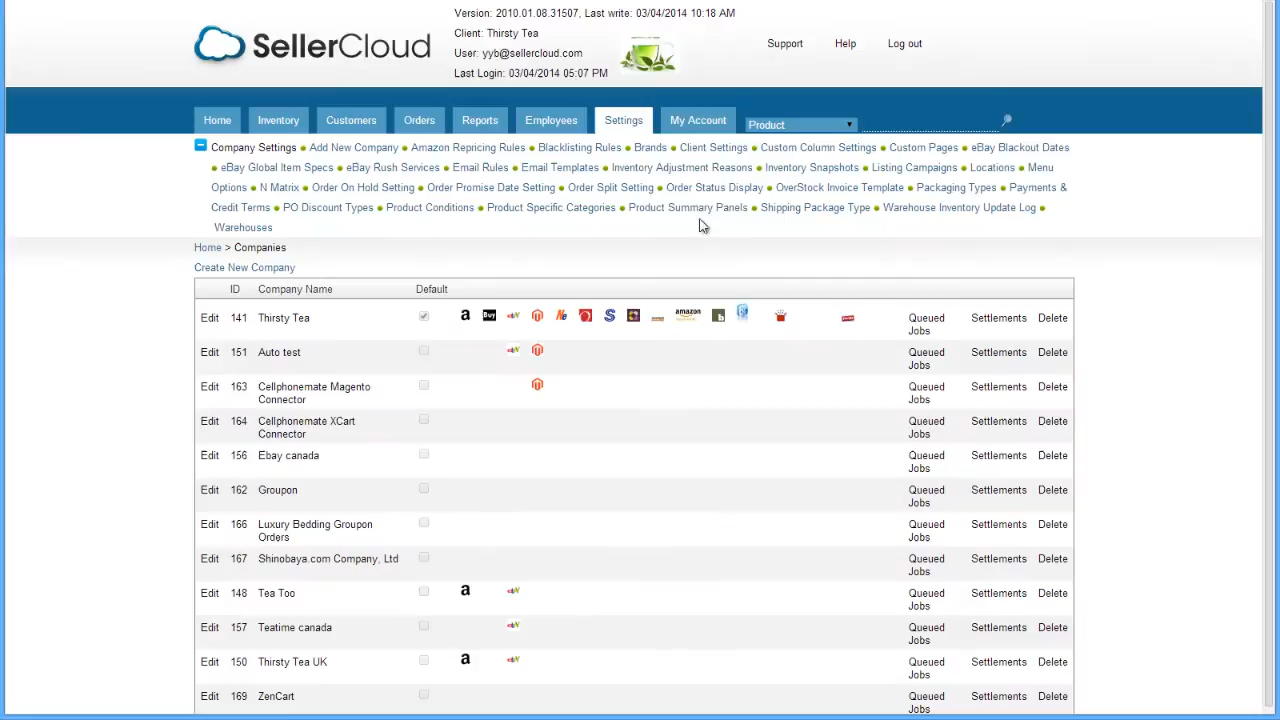 Version: 2010.01.08.31507, Last write: 03/04/2014 10:18 AM
Client: Thirsty Tea
User: yyb@sellercloud.com
Last Login: 03/04/2014 05:07 PM
SellerCloud
Support Help Log out
Home Inventory Customers Orders Reports Employees Settings My Account Product
Company Settings Add New Company Amazon Repricing Rules Blacklisting Rules Brands Client Settings Custom Column Settings Custom Pages eBay Blackout Dates
eBay Global Item Specs eBay Rush Services Email Rules Email Templates Inventory Adjustment Reasons Inventory Snapshots Listing Campaigns Locations Menu
Options N Matrix Order On Hold Setting Order Promise Date Setting Order Split Setting Order Status Display OverStock Invoice Template Packaging Types Payments &
Credit Terms PO Discount Types Product Conditions Product Specific Categories Product Summary Panels Shipping Package Type Warehouse Inventory Update Log
Warehouses
Home > Companies
Create New Company
ID Company Name Default
Edit 141 Thirsty Tea a Buy ebY amazon Queued Jobs Settlements Delete
Edit 151 Auto test ebY Queued Jobs Settlements Delete
Edit 163 Cellphonemate Magento Connector Queued Jobs Settlements Delete
Edit 164 Cellphonemate XCart Connector Queued Jobs Settlements Delete
Edit 156 Ebay canada Queued Jobs Settlements Delete
Edit 162 Groupon Queued Jobs Settlements Delete
Edit 166 Luxury Bedding Groupon Orders Queued Jobs Settlements Delete
Edit 167 Shinobaya.com Company, Ltd Queued Jobs Settlements Delete
Edit 148 Tea Too a ebY Queued Jobs Settlements Delete
Edit 157 Teatime canada ebY Queued Jobs Settlements Delete
Edit 150 Thirsty Tea UK a ebY Queued Jobs Settlements Delete
Edit 169 ZenCart Queued Jobs Settlements Delete